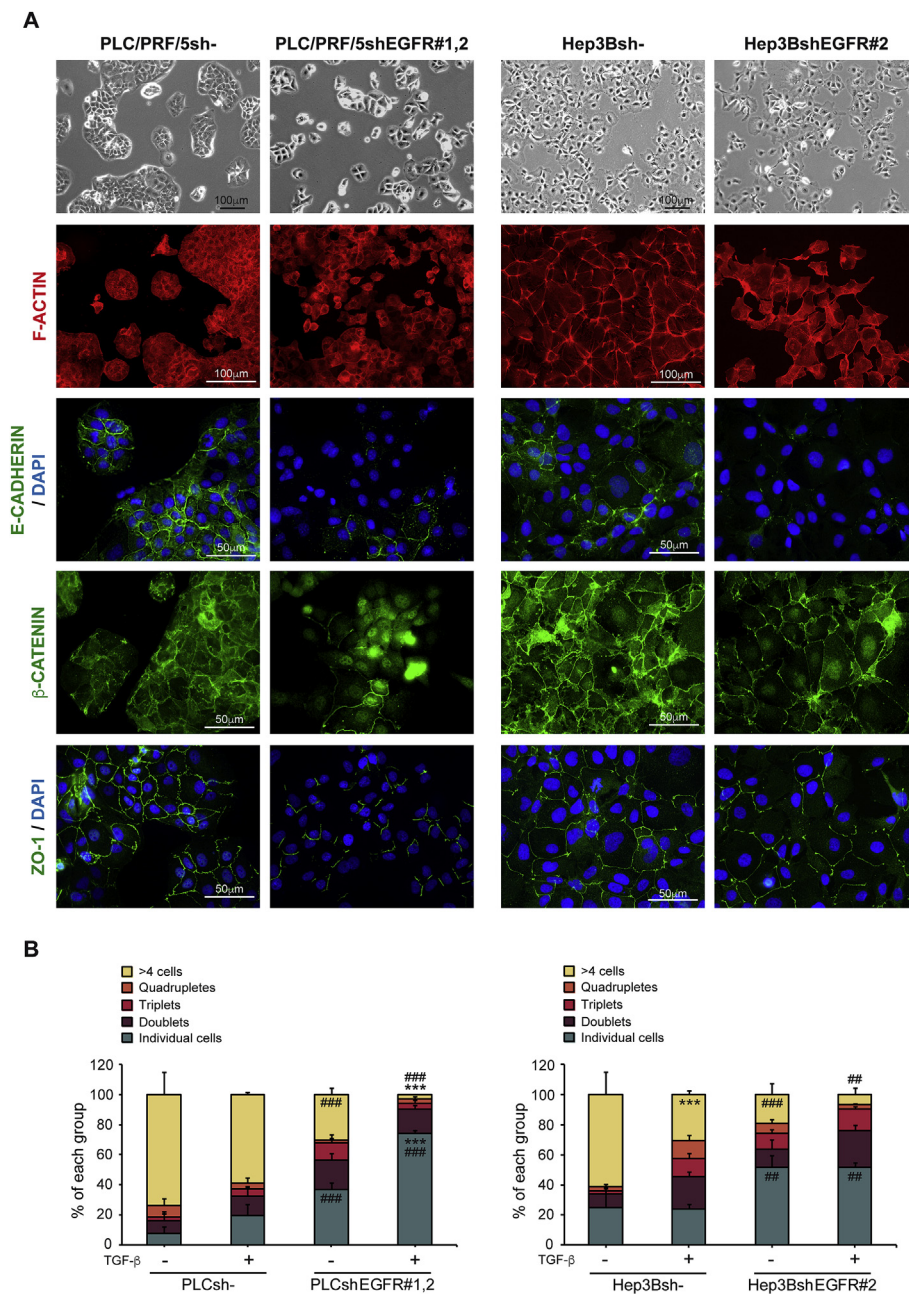 A
PLC/PRF/5sh-
PLC/PRF/5shEGFR#1,2
Hep3Bsh-
Hep3BshEGFR#2
100μm
100μm
F-ACTIN
100μm
100μm
E-CADHERIN
/ DAPI
50μm
50μm
β-CATENIN
50μm
50μm
ZO-1 / DAPI
50μm
50μm
B
>4 cells
Quadrupletes
Triplets
Doublets
Individual cells
% of each group
120
100
80
60
40
20
0
###
###
###
***
***
###
TGF-β
-
+
-
+
PLCsh-
PLCshEGFR#1,2
>4 cells
Quadrupletes
Triplets
Doublets
Individual cells
% of each group
120
100
80
60
40
20
0
***
###
##
##
##
TGF-β
-
+
-
+
Hep3Bsh-
Hep3BshEGFR#2